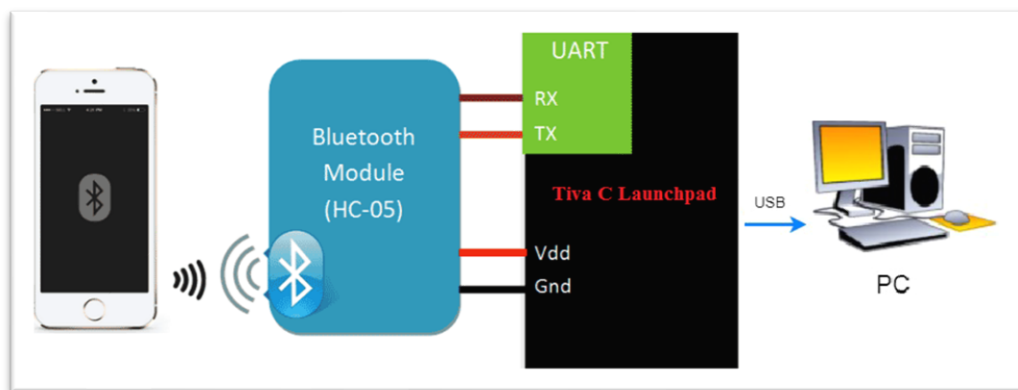 UART
RX
TX
Bluetooth
Module
(HC-05)
Tiva C Launchpad
USB
Vdd
Gnd
PC